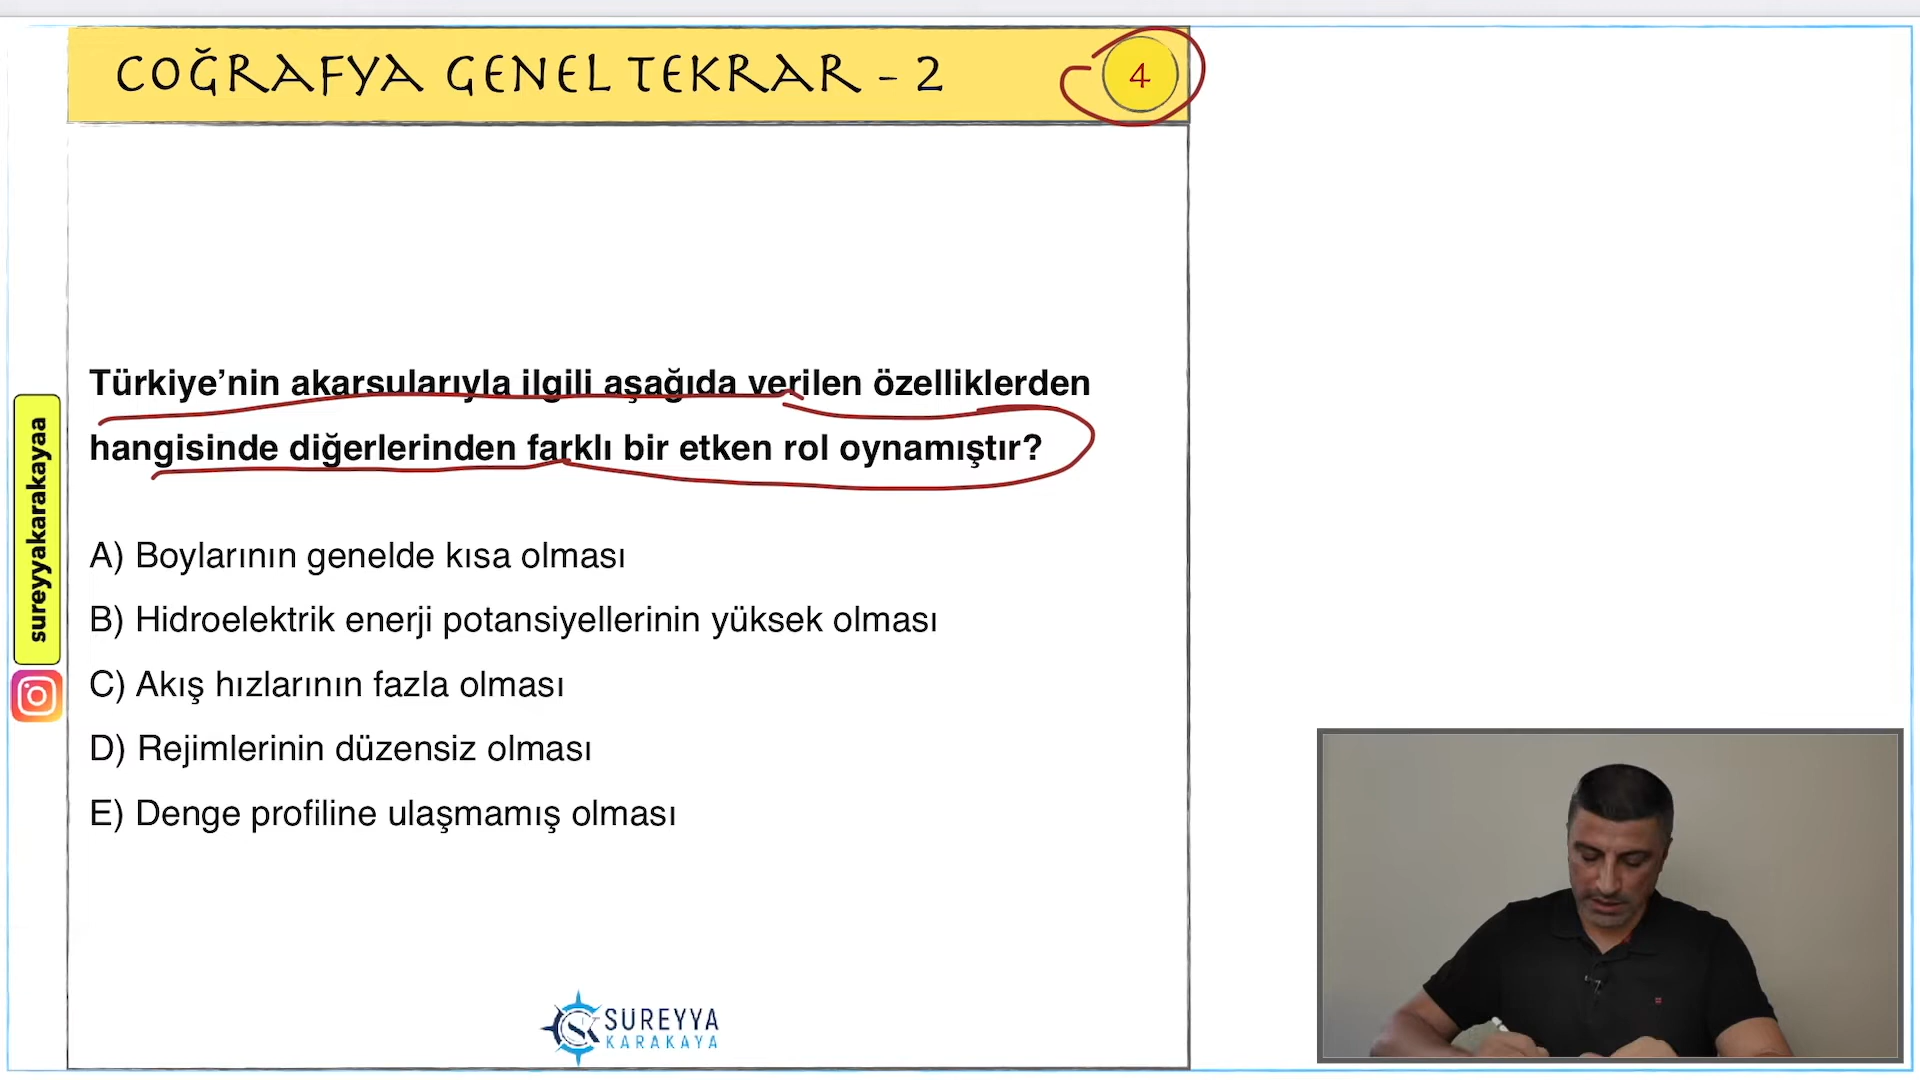 COĞRAFYA GENEL TEKRAR - 2
4
Türkiye’nin akarsularıyla ilgili aşağıda verilen özelliklerden
hangisinde diğerlerinden farklı bir etken rol oynamıştır?
A) Boylarının genelde kısa olması
B) Hidroelektrik enerji potansiyellerinin yüksek olması
C) Akış hızlarının fazla olması
D) Rejimlerinin düzensiz olması
E) Denge profiline ulaşmamış olması
sureyyakarakayaa
SK
SUREYYA
KARAKAYA